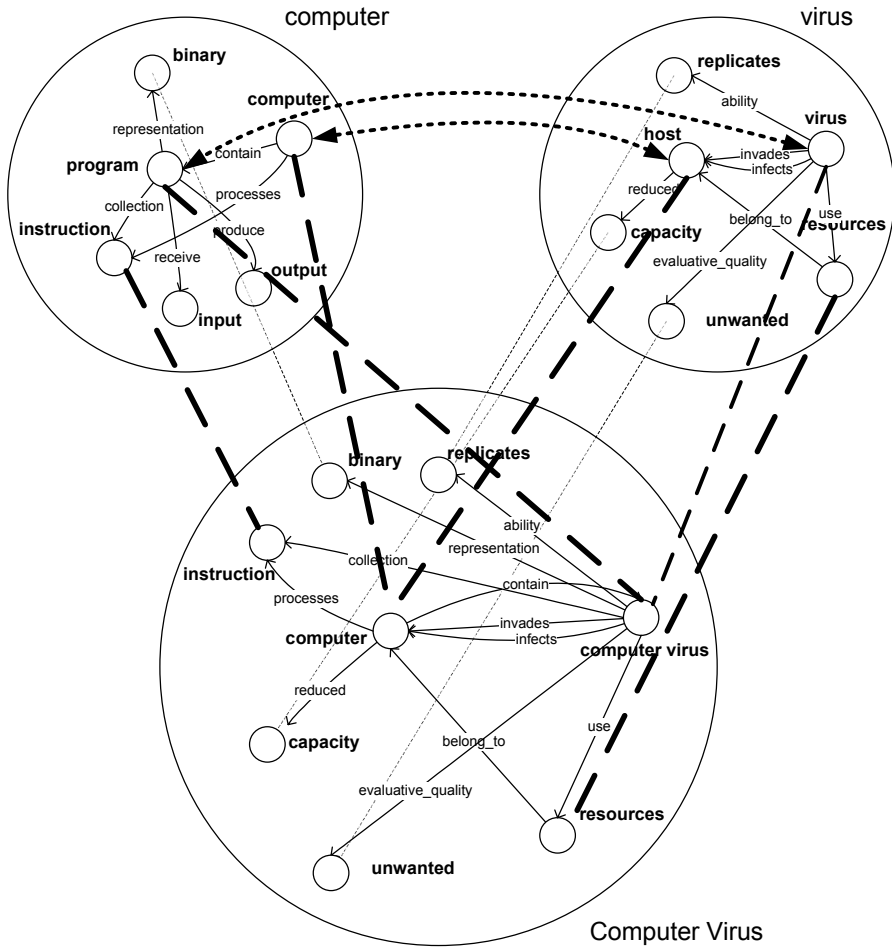 computer
virus
binary
replicates
computer
ability
virus
representation
host
contain
invades
program
infects
processes
reduced
collection
belong_to
use
instruction
produce
capacity
resources
receive
evaluative_quality
output
input
unwanted
binary
replicates
ability
representation
collection
instruction
contain
processes
invades
computer
infects
computer virus
reduced
use
capacity
belong_to
evaluative_quality
resources
unwanted
Computer Virus